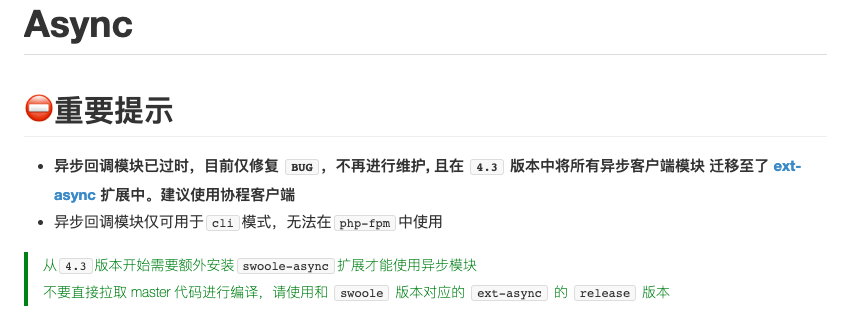 Async
⛔重要提示
• 异步回调模块已过时，目前仅修复 BUG ，不再进行维护, 且在 4.3 版本中将所有异步客户端模块 迁移至了 ext-
async 扩展中。建议使用协程客户端
• 异步回调模块仅可用于 cli 模式，无法在 php-fpm 中使用
从 4.3 版本开始需要额外安装 swoole-async 扩展才能使用异步模块
不要直接拉取 master 代码进行编译，请使用和 swoole 版本对应的 ext-async 的 release 版本